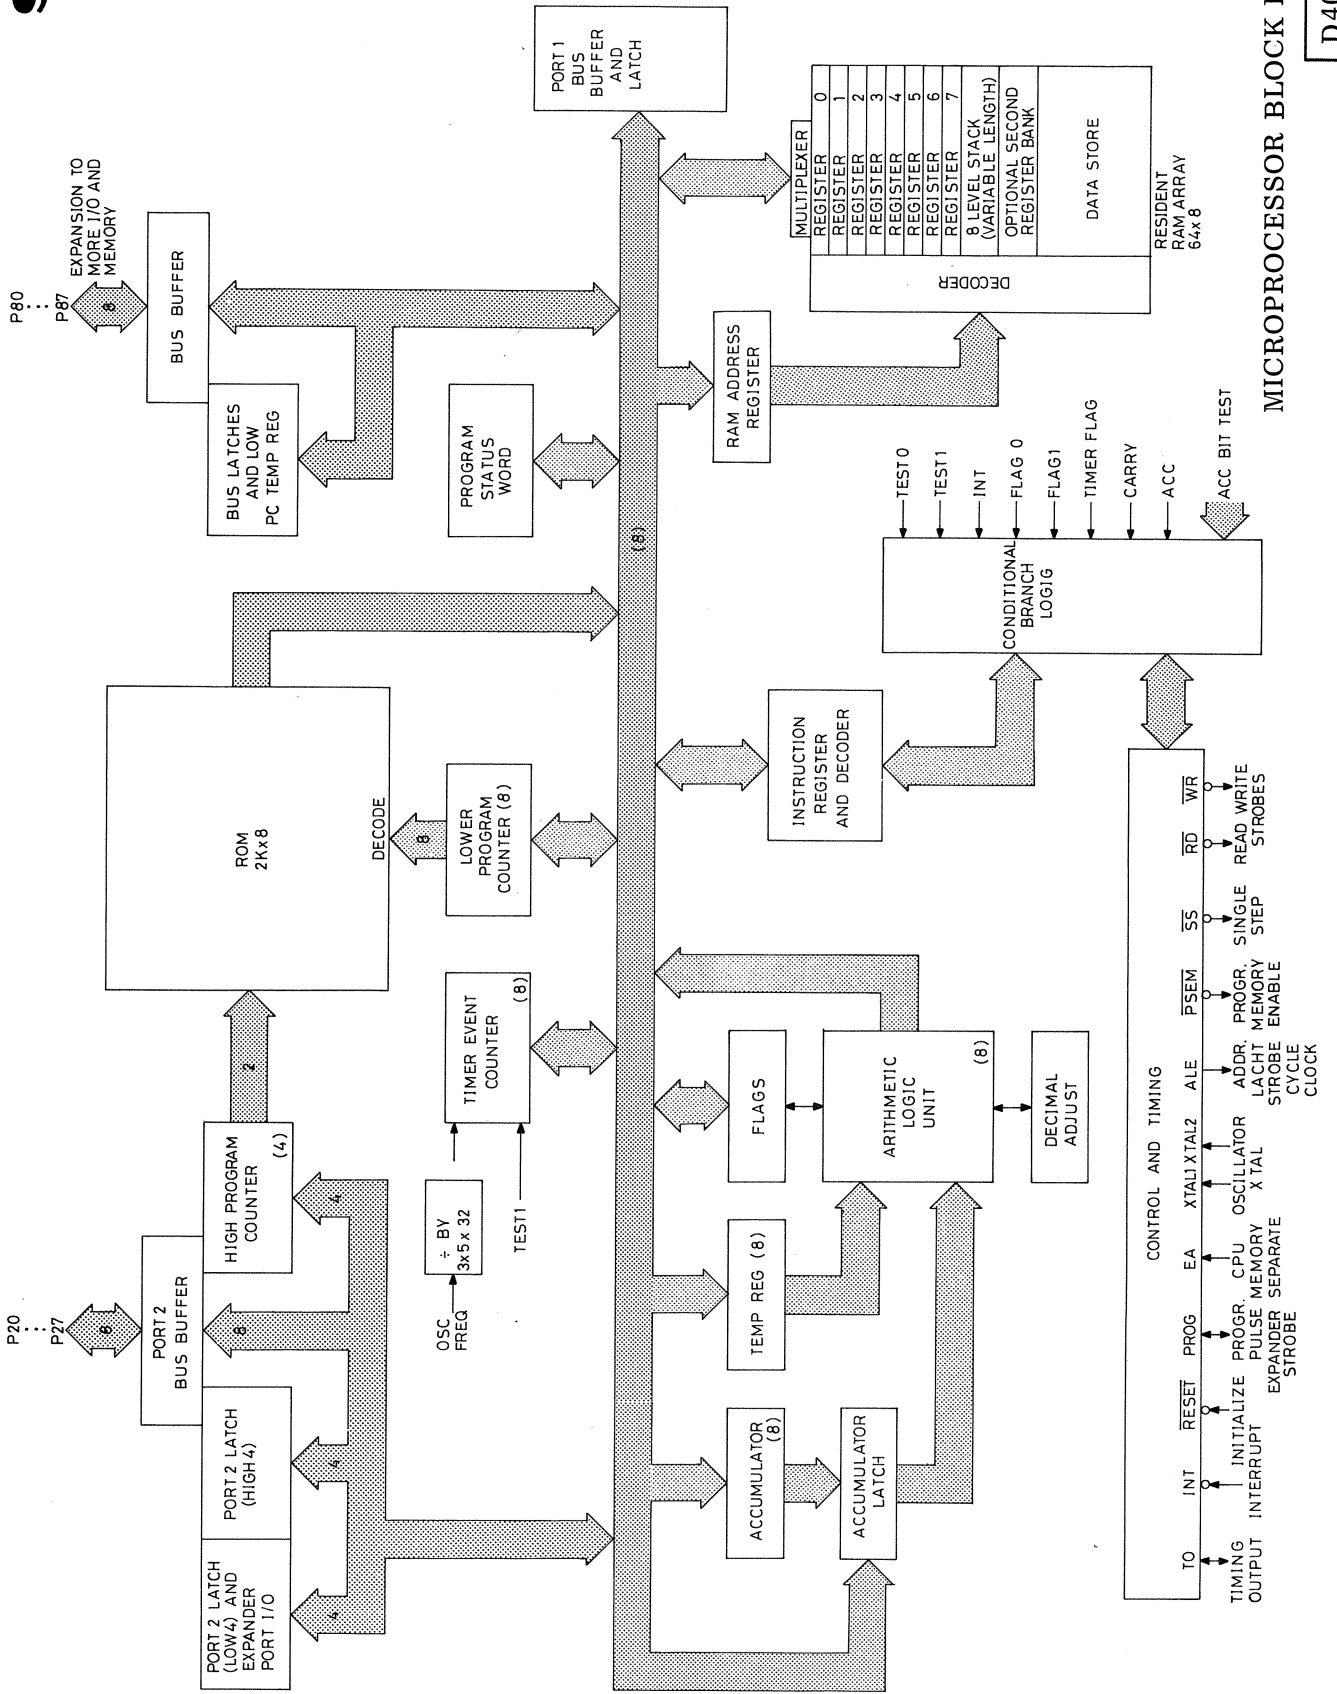 P20
...
P27
8
PORT 2
BUS BUFFER
PORT 2 LATCH
(LOW 4) AND
EXPANDER
PORT I/O
PORT 2 LATCH
(HIGH 4)
HIGH PROGRAM
COUNTER
(4)
4
4
8
4
2
ROM
2Kx8
DECODE
8
LOWER
PROGRAM
COUNTER (8)
OSC
FREQ
÷ BY
3x5x32
TEST1
TIMER EVENT
COUNTER
(8)
P80
...
P87
EXPANSION TO
MORE I/O AND
MEMORY
8
BUS BUFFER
BUS LATCHES
AND LOW
PC TEMP REG
PROGRAM
STATUS
WORD
(8)
PORT 1
BUS
BUFFER
AND
LATCH
ACCUMULATOR
(8)
ACCUMULATOR
LATCH
TEMP REG (8)
FLAGS
ARITHMETIC
LOGIC
UNIT
(8)
DECIMAL
ADJUST
INSTRUCTION
REGISTER
AND DECODER
RAM ADDRESS
REGISTER
MULTIPLEXER
REGISTER 0
REGISTER 1
REGISTER 2
REGISTER 3
REGISTER 4
REGISTER 5
REGISTER 6
REGISTER 7
8 LEVEL STACK
(VARIABLE LENGTH)
OPTIONAL SECOND
REGISTER BANK
DATA STORE
DECODER
RESIDENT
RAM ARRAY
64x8
CONDITIONAL
BRANCH
LOGIG
TEST 0
TEST 1
INT
FLAG 0
FLAG1
TIMER FLAG
CARRY
ACC
ACC BIT TEST
CONTROL AND TIMING
TO
INT
RESET
PROG
EA
XTAL1
XTAL2
ALE
PSEM
SS
RD
WR
TIMING
OUTPUT
INTERRUPT
INITIALIZE
PROGR.
PULSE
EXPANDER
STROBE
CPU
MEMORY
SEPARATE
OSCILLATOR
XTAL
ADDR.
LACHT
STROBE
CYCLE
CLOCK
PROGR.
MEMORY
ENABLE
SINGLE
STEP
READ WRITE
STROBES
MICROPROCESSOR BLOCK